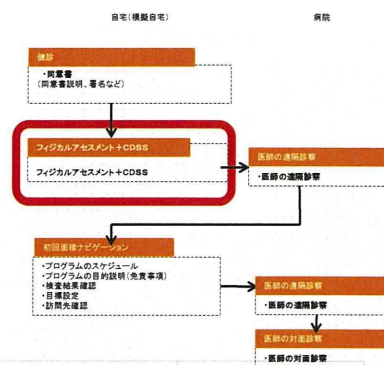 自宅(模擬自宅)
病院
健診
・同意書
(同意書説明、署名など)
フィジカルアセスメント+CDSS
フィジカルアセスメント+CDSS
医師の遠隔診察
・医師の遠隔診察
初回面接ナビゲーション
・プログラムのスケジュール
・プログラムの目的説明(免責事項)
・検査結果確認
・目標設定
・訪問先確認
医師の遠隔診察
・医師の遠隔診察
医師の対面診察
・医師の対面診察